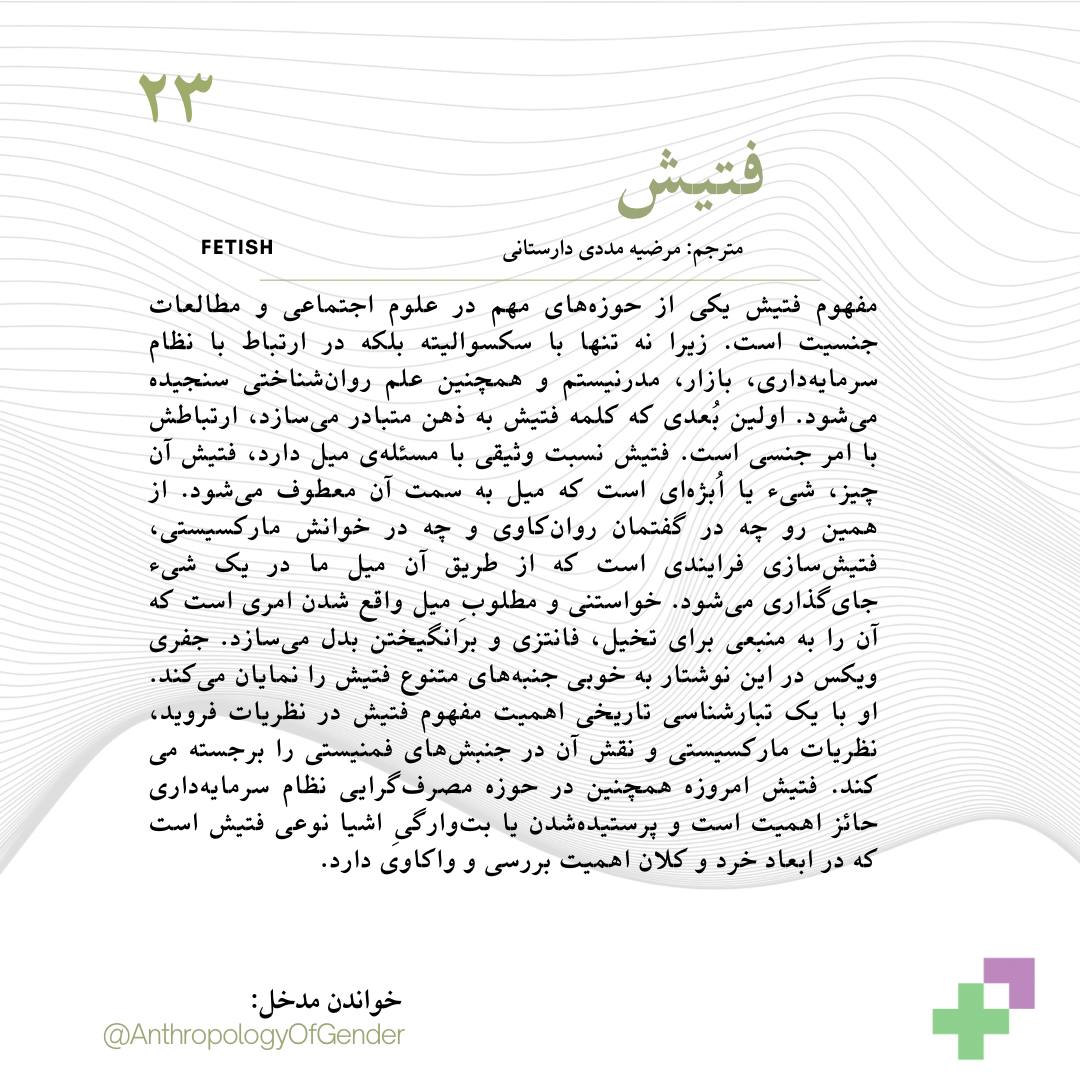 ۲۳
فتیش
مترجم: مرضیه مددی دارستانی
FETISH
مفهوم فتیش یکی از حوزه‌های مهم در علوم اجتماعی و مطالعات
جنسیت است. زیرا نه تنها با سکسوالیته بلکه در ارتباط با نظام
سرمایه‌داری، بازار، مدرنیستم و همچنین علم روان‌شناختی سنجیده
می‌شود. اولین بُعدی که کلمه فتیش به ذهن متبادر می‌سازد، ارتباطش
با امر جنسی است. فتیش نسبت وثیقی با مسئله‌ی میل دارد، فتیش آن
چیز، شیء یا اُبژه‌ای است که میل به سمت آن معطوف می‌شود. از
همین رو چه در گفتمان روان‌کاوی و چه در خوانش مارکسیستی،
فتیش‌سازی فرایندی است که از طریق آن میل ما در یک شیء
جای‌گذاری می‌شود. خواستنی و مطلوبِ میل واقع شدن امری است که
آن را به منبعی برای تخیل، فانتزی و برانگیختن بدل می‌سازد. جفری
ویکس در این نوشتار به خوبی جنبه‌های متنوع فتیش را نمایان می‌کند.
او با یک تبارشناسی تاریخی اهمیت مفهوم فتیش در نظریات فروید،
نظریات مارکسیستی و نقش آن در جنبش‌های فمنیستی را برجسته می
کند. فتیش امروزه همچنین در حوزه مصرف‌گرایی نظام سرمایه‌داری
حائز اهمیت است و پرستیده‌شدن یا بت‌وارگیِ اشیا نوعی فتیش است
که در ابعاد خرد و کلان اهمیت بررسی و واکاوی دارد.
خواندن مدخل:
@AnthropologyOfGender